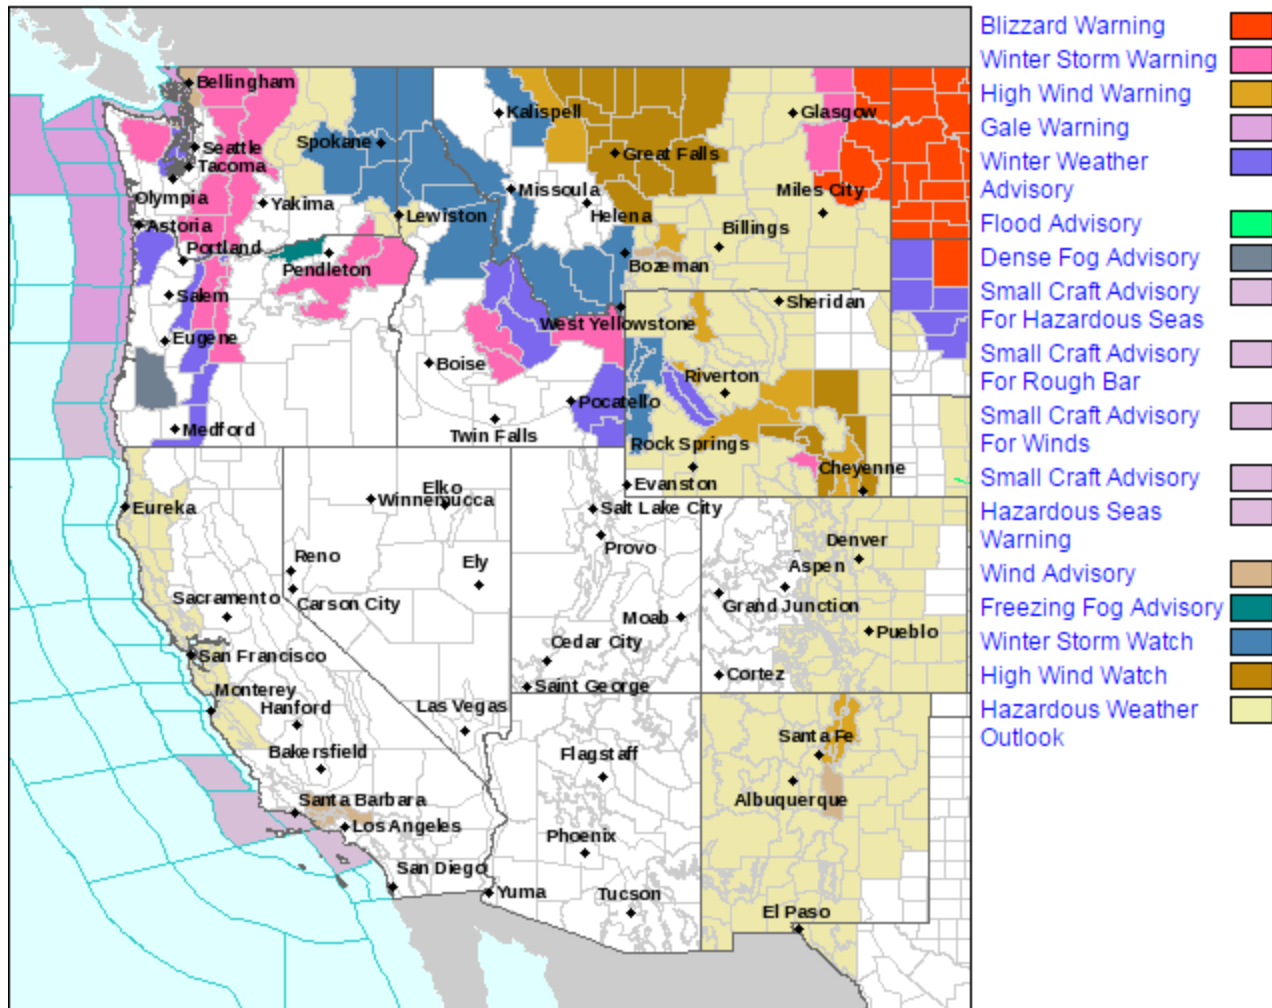 Bellingham
Seattle
Tacoma
Olympia
Spokane
Yakima
Astoria
Portland
Pendleton
Lewiston
Salem
Eugene
Medford
Kalispell
Great Falls
Missoula
Helena
Bozeman
Billings
Glasgow
Miles City
West Yellowstone
Sheridan
Boise
Pocatello
Twin Falls
Riverton
Rock Springs
Cheyenne
Evanston
Eureka
Elko
Winnemucca
Reno
Ely
Carson City
Sacramento
San Francisco
Monterey
Hanford
Bakersfield
Las Vegas
Santa Barbara
Los Angeles
San Diego
Salt Lake City
Provo
Moab
Cedar City
Saint George
Denver
Aspen
Grand Junction
Pueblo
Cortez
Flagstaff
Phoenix
Tucson
Yuma
Santa Fe
Albuquerque
El Paso
Blizzard Warning
Winter Storm Warning
High Wind Warning
Gale Warning
Winter Weather
Advisory
Flood Advisory
Dense Fog Advisory
Small Craft Advisory
For Hazardous Seas
Small Craft Advisory
For Rough Bar
Small Craft Advisory
For Winds
Small Craft Advisory
Hazardous Seas
Warning
Wind Advisory
Freezing Fog Advisory
Winter Storm Watch
High Wind Watch
Hazardous Weather
Outlook